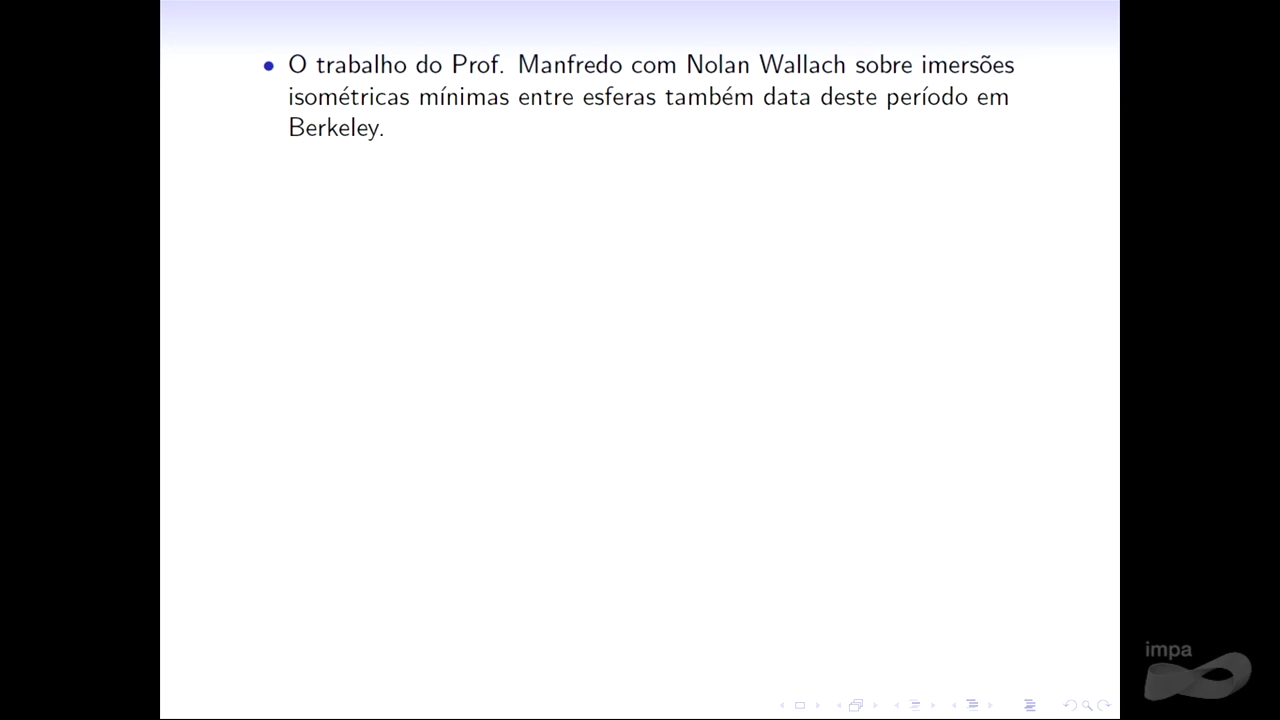 • O trabalho do Prof. Manfredo com Nolan Wallach sobre imersões
isométricas mínimas entre esferas também data deste período em
Berkeley.
impa